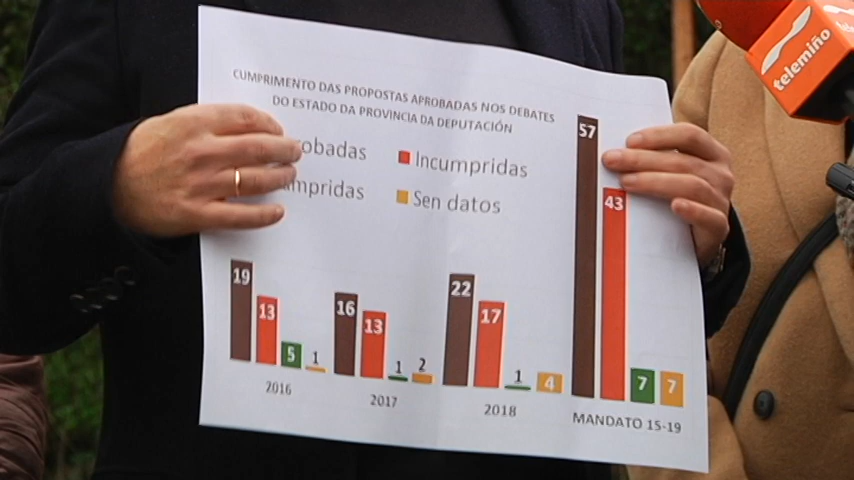 CUMPRIMENTO DAS PROPOSTAS APROBADAS NOS DEBATES
DO ESTADO DA PROVINCIA DA DEPUTACIÓN
robadas
Incumpridas
mpridas
Sen datos
19
13
5
1
2016
16
13
1
2
2017
22
17
1
4
2018
57
43
7
7
MANDATO 15-19
telemiño